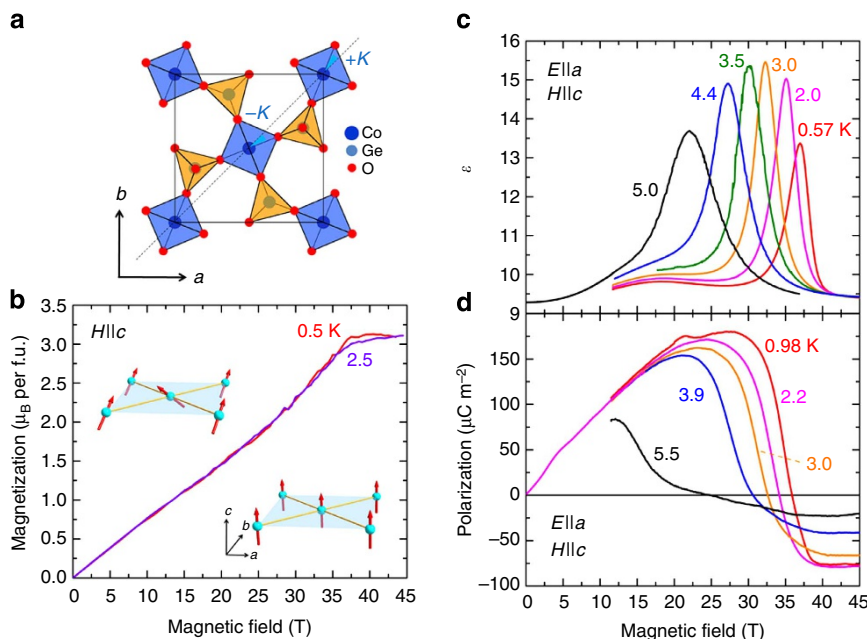 a
+K
−K
Co
Ge
O
b
a
b
3.5
3.0
2.5
2.0
1.5
1.0
0.5
0.0
Magnetization (μB per f.u.)
H||c
0.5 K
2.5
c
b
a
0 5 10 15 20 25 30 35 40 45
Magnetic field (T)
c
16
15
14
13
12
11
10
9
ε
E||a
H||c
5.0
4.4
3.5
3.0
2.0
0.57 K
d
150
100
50
0
−50
−100
Polarization (μC m−2)
0.98 K
2.2
3.9
3.0
5.5
E||a
H||c
0 5 10 15 20 25 30 35 40 45
Magnetic field (T)